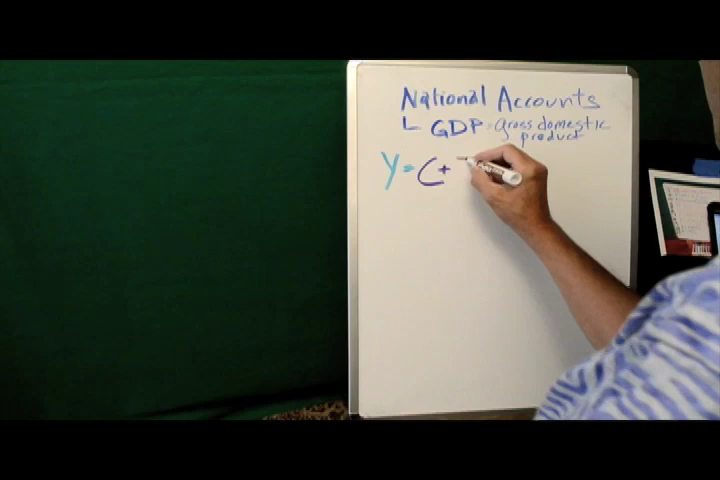 National Accounts
L GDP = gross domestic
product
Y = C +